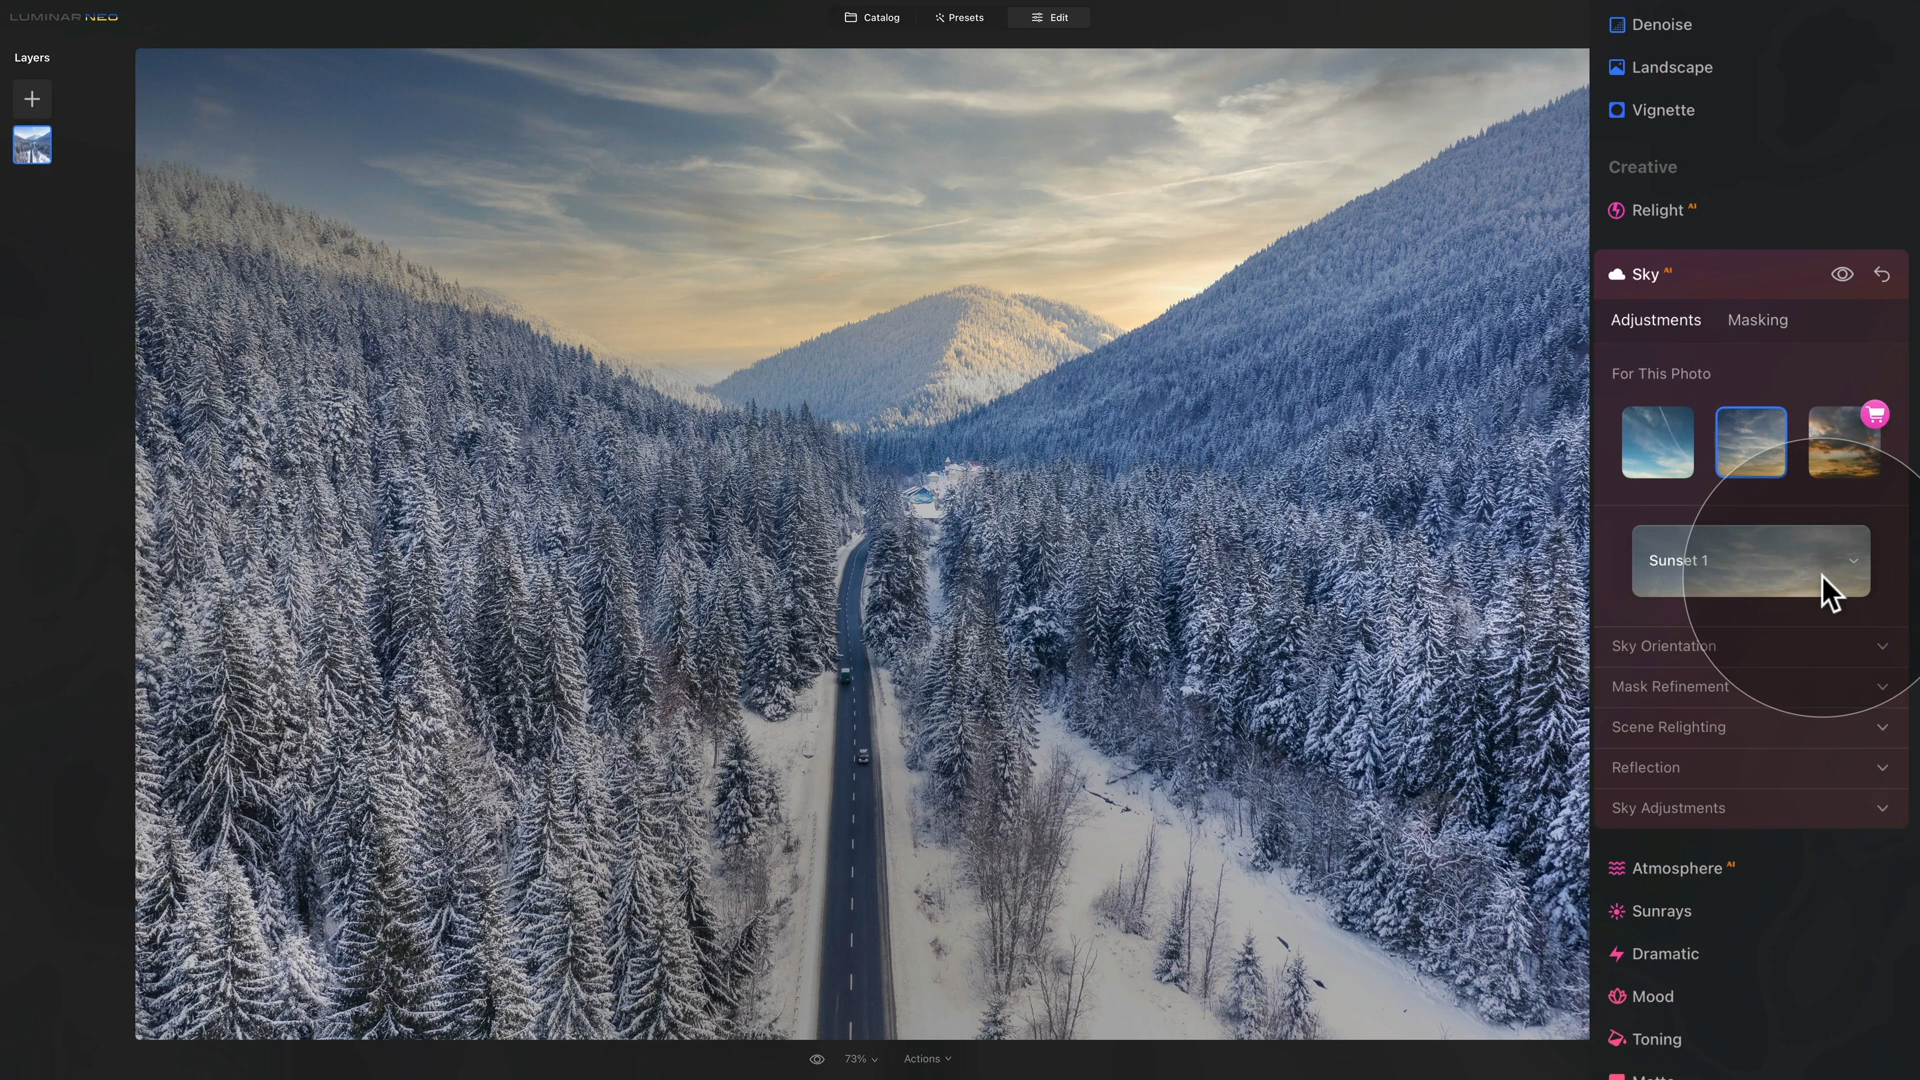 LUMINAR NEO
Catalog
Presets
Edit
Layers
Denoise
Landscape
Vignette
Creative
Relight AI
Sky AI
Adjustments
Masking
For This Photo
Sunset 1
Sky Orientation
Mask Refinement
Scene Relighting
Reflection
Sky Adjustments
Atmosphere AI
Sunrays
Dramatic
Mood
Toning
73%
Actions